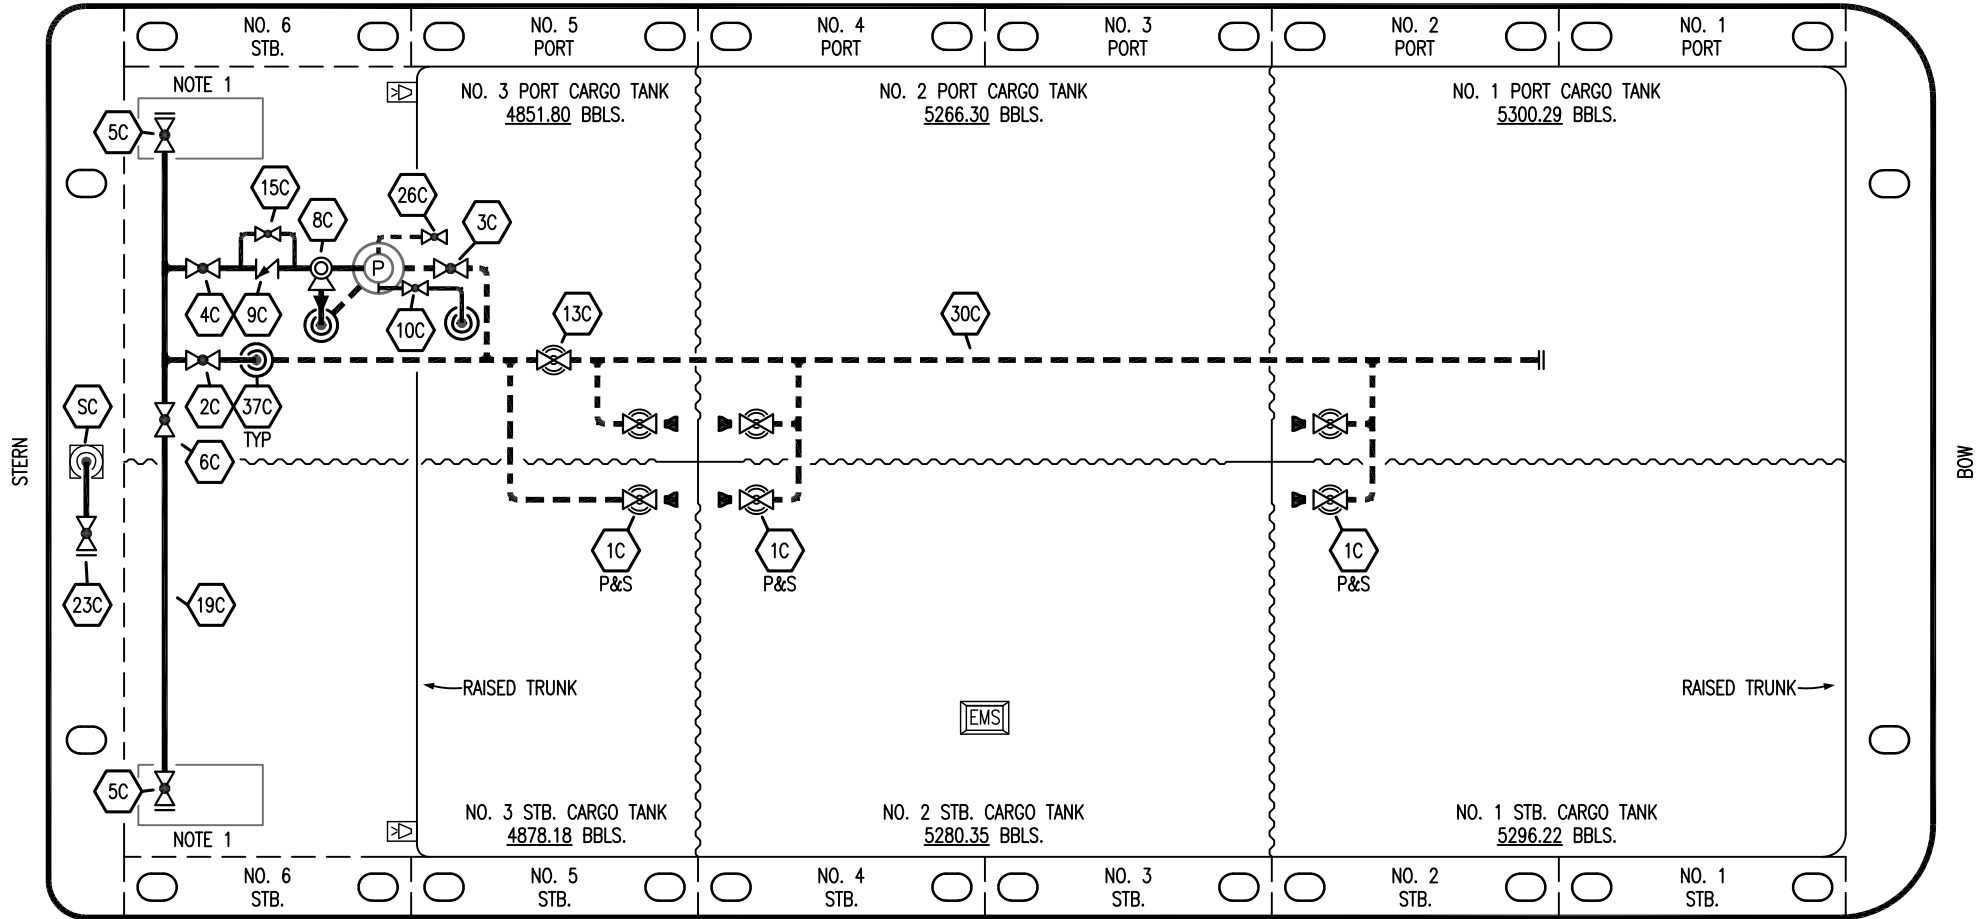 NO. 6
STB.
NO. 5
PORT
NO. 4
PORT
NO. 3
PORT
NO. 2
PORT
NO. 1
PORT
NOTE 1
NO. 3 PORT CARGO TANK
4851.80 BBLS.
NO. 2 PORT CARGO TANK
5266.30 BBLS.
NO. 1 PORT CARGO TANK
5300.29 BBLS.
5C
15C
8C
26C
3C
P
4C
9C
10C
13C
30C
SC
2C
37C
TYP
6C
STERN
BOW
1C
P&S
1C
P&S
1C
P&S
23C
19C
RAISED TRUNK
RAISED TRUNK
EMS
5C
NOTE 1
NO. 3 STB. CARGO TANK
4878.18 BBLS.
NO. 2 STB. CARGO TANK
5280.35 BBLS.
NO. 1 STB. CARGO TANK
5296.22 BBLS.
NO. 6
STB.
NO. 5
STB.
NO. 4
STB.
NO. 3
STB.
NO. 2
STB.
NO. 1
STB.